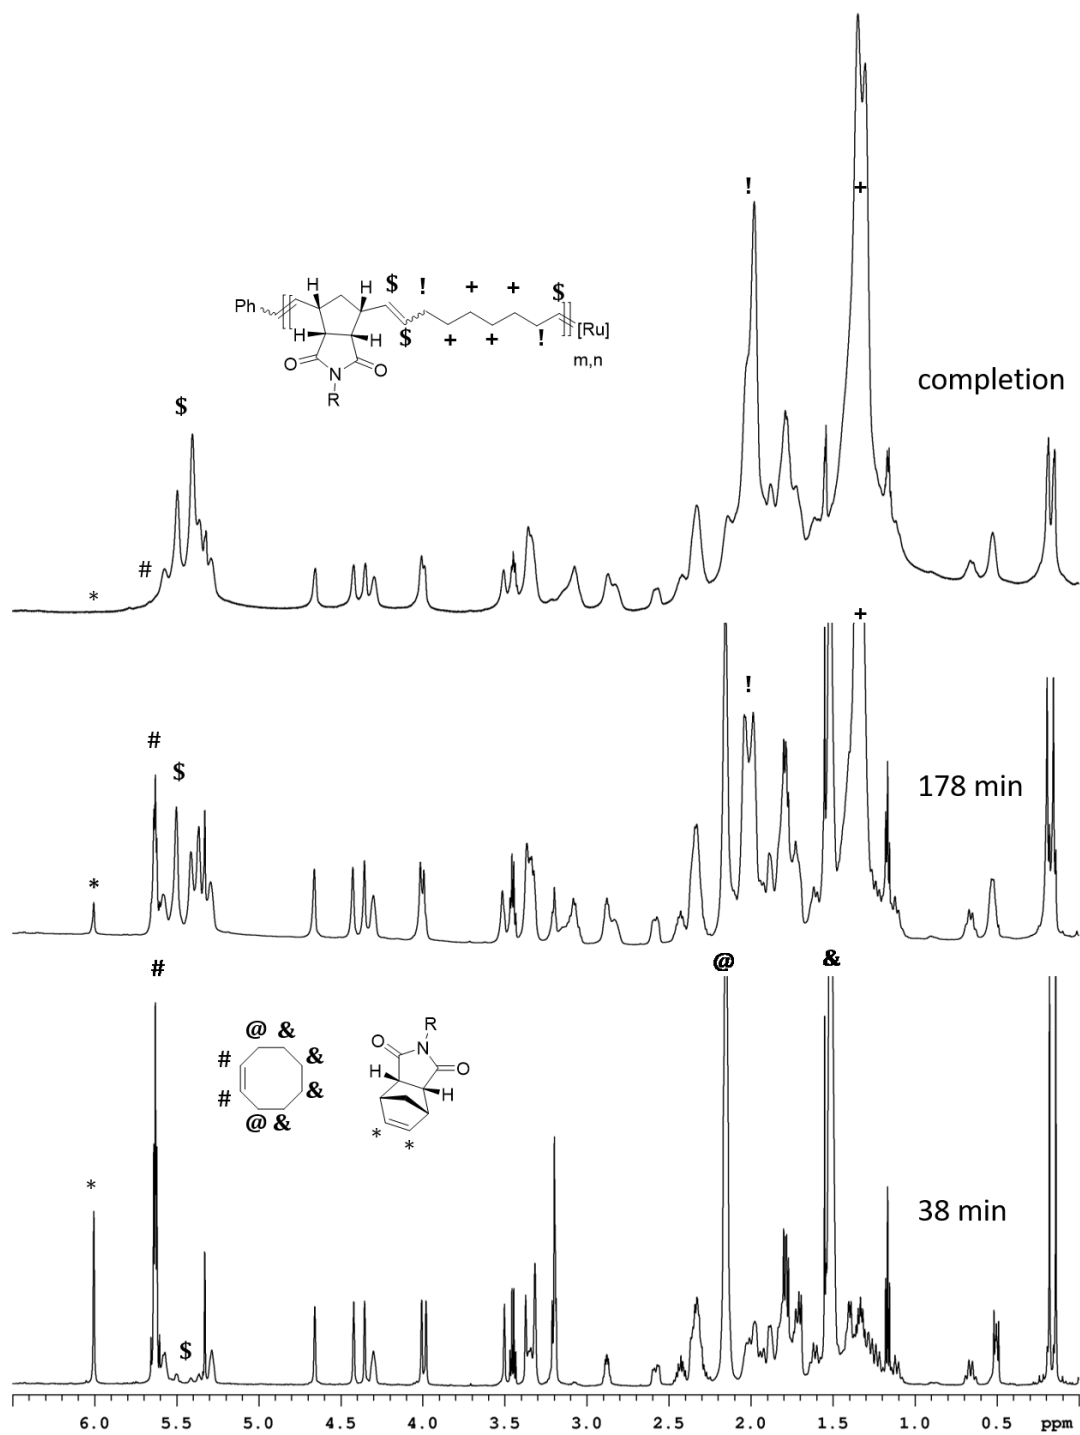 !
+
H H $ ! + + $
Ph
H H $ + + ! [Ru]
m,n
O N O
R
completion
$
#
*
+
!
#
$
178 min
*
# @ &
R
@ & O N
# & O
H
# & H
@ &
* *
*
38 min
$
6.0 5.5 5.0 4.5 4.0 3.5 3.0 2.5 2.0 1.5 1.0 0.5 ppm